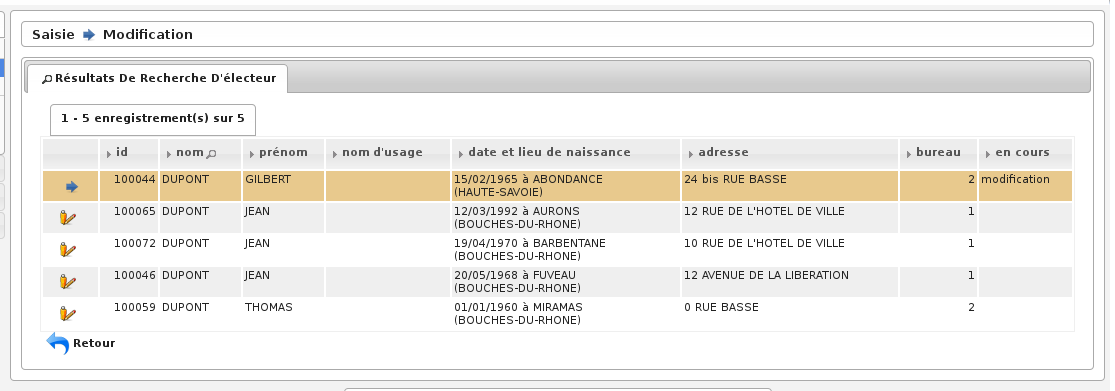 Saisie Modification
Résultats De Recherche D'électeur
1 - 5 enregistrement(s) sur 5
id nom prénom nom d'usage date et lieu de naissance adresse bureau en cours
100044 DUPONT GILBERT 15/02/1965 à ABONDANCE 24 bis RUE BASSE 2 modification
(HAUTE-SAVOIE)
100065 DUPONT JEAN 12/03/1992 à AURONS 12 RUE DE L'HOTEL DE VILLE 1
(BOUCHES-DU-RHONE)
100072 DUPONT JEAN 19/04/1970 à BARBENTANE 10 RUE DE L'HOTEL DE VILLE 1
(BOUCHES-DU-RHONE)
100046 DUPONT JEAN 20/05/1968 à FUVEAU 12 AVENUE DE LA LIBERATION 1
(BOUCHES-DU-RHONE)
100059 DUPONT THOMAS 01/01/1960 à MIRAMAS 0 RUE BASSE 2
(BOUCHES-DU-RHONE)
Retour